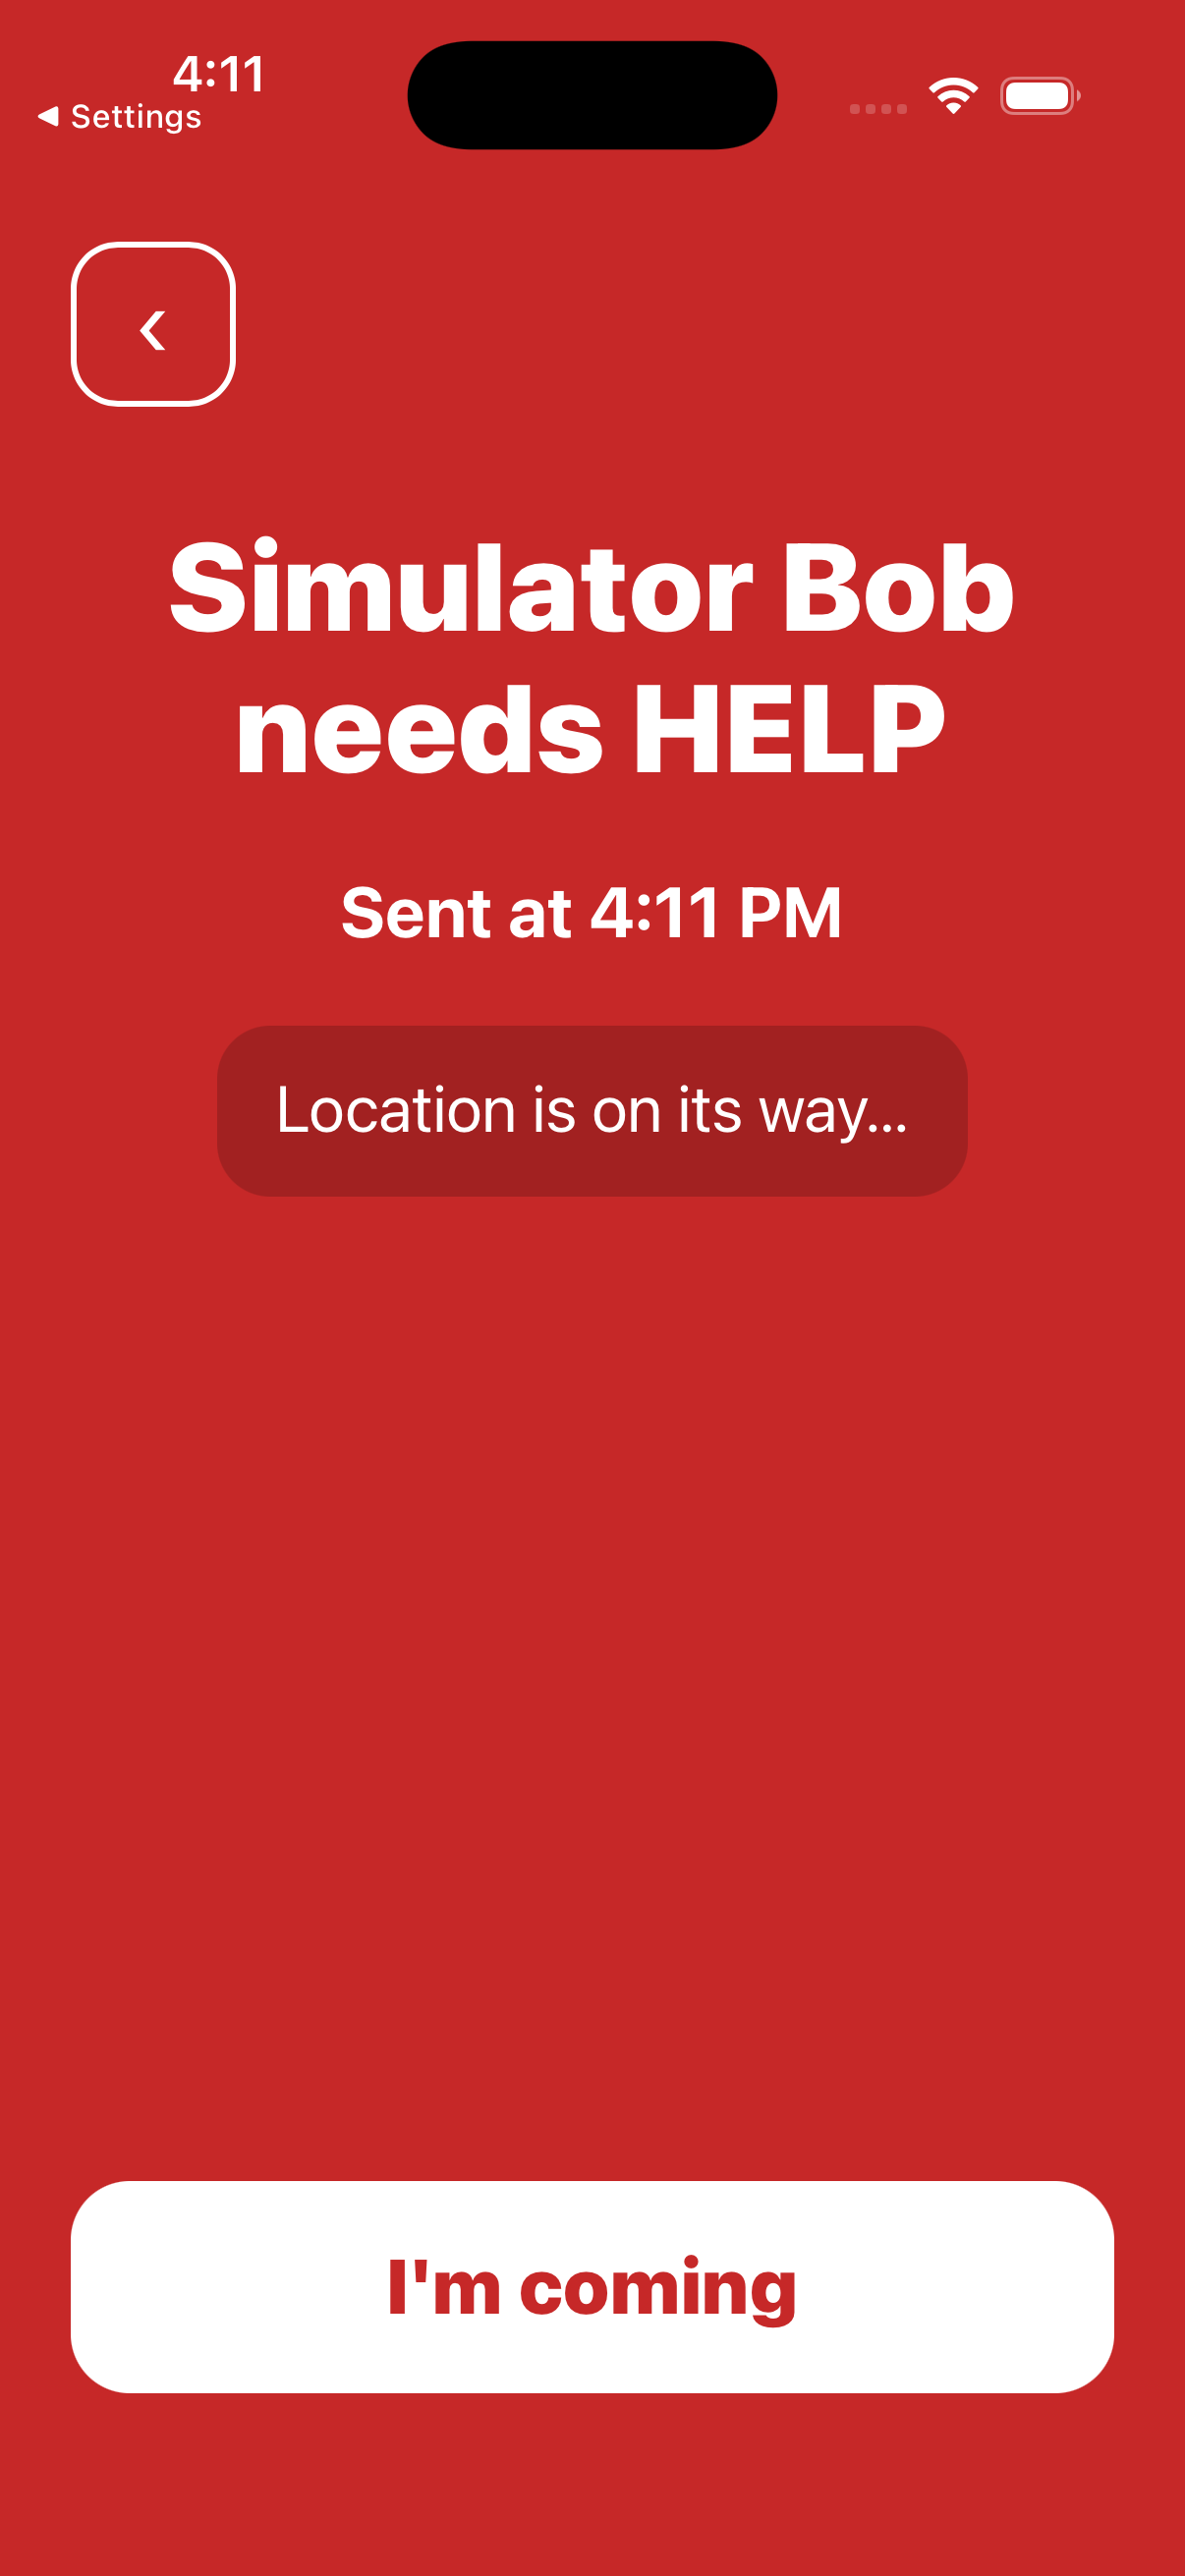 4:11
◀ Settings
‹
Simulator Bob
needs HELP
Sent at 4:11 PM
Location is on its way...
I'm coming